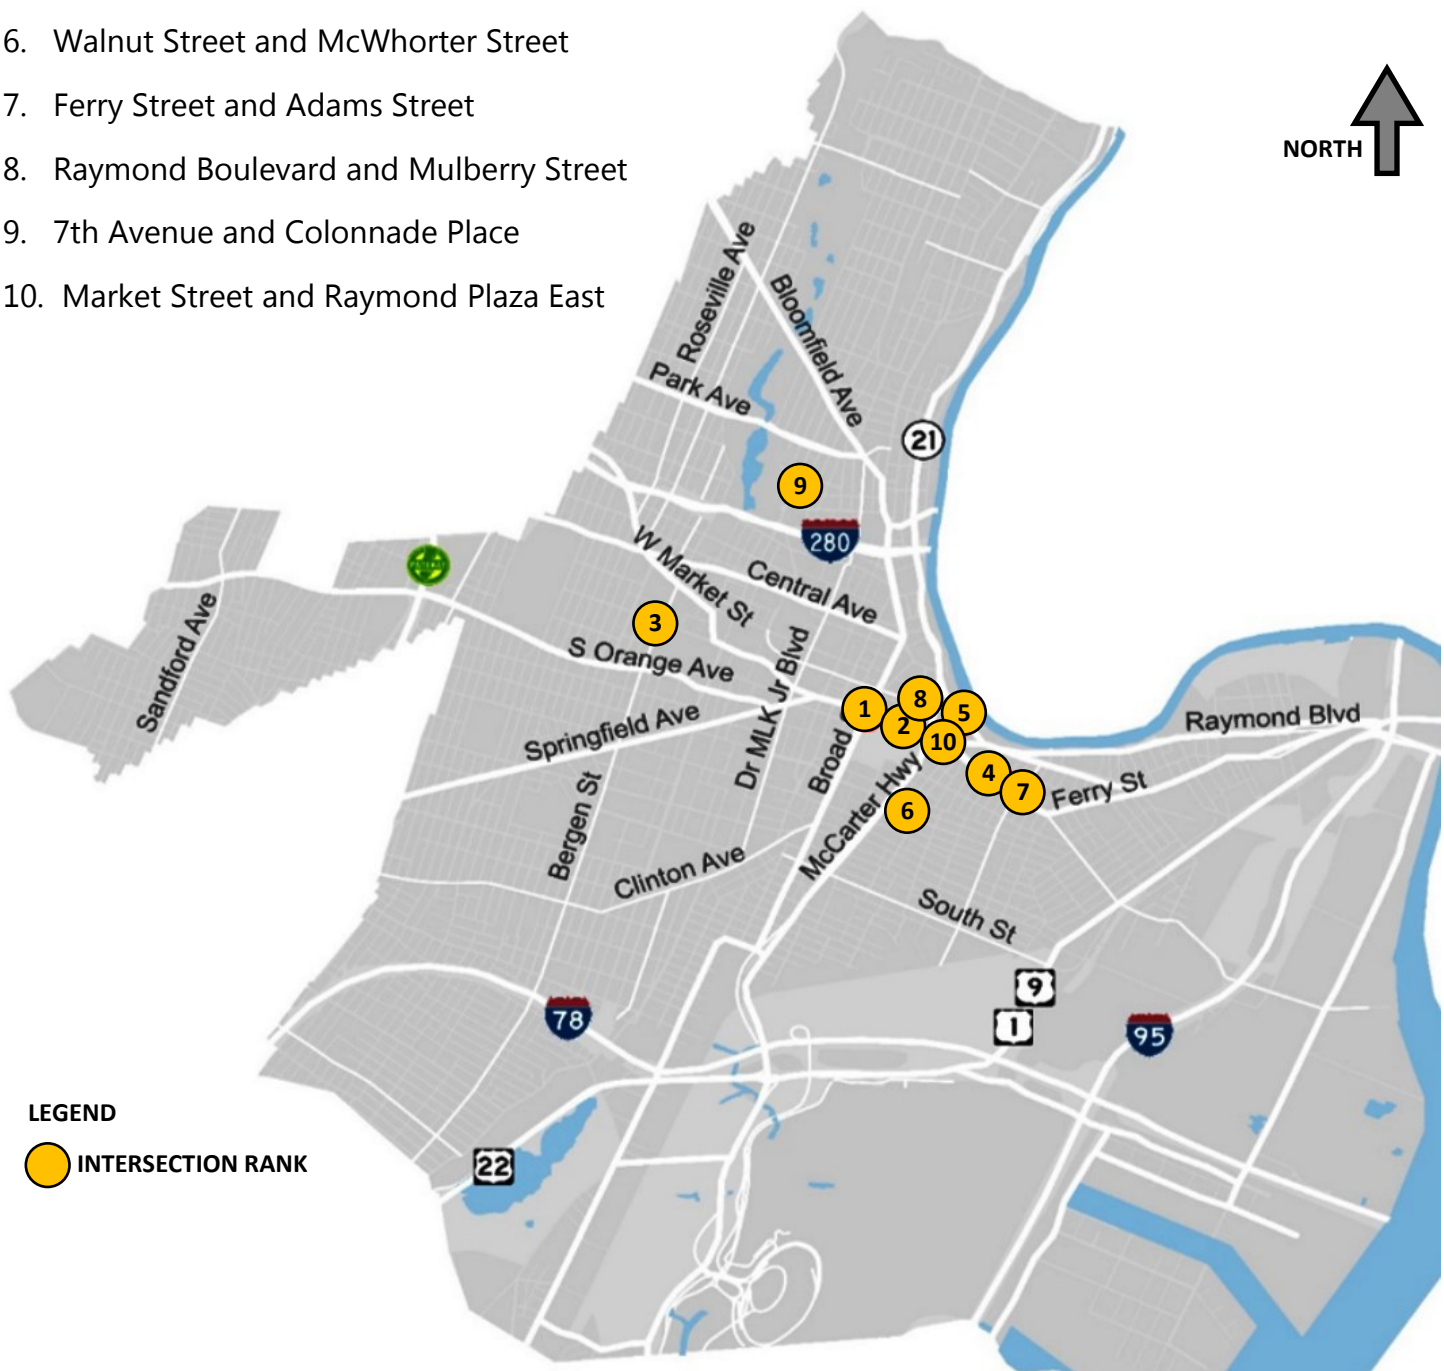 6. Walnut Street and McWhorter Street
7. Ferry Street and Adams Street
8. Raymond Boulevard and Mulberry Street
9. 7th Avenue and Colonnade Place
10. Market Street and Raymond Plaza East
NORTH
Roseville Ave
Bloomfield Ave
Park Ave
21
9
280
W Market St
Central Ave
3
S Orange Ave
Sandford Ave
Dr MLK Jr Blvd
Springfield Ave
Broad
1
2
8
5
10
4
7
6
Raymond Blvd
Ferry St
McCarter Hwy
Bergen St
Clinton Ave
South St
9
1
78
95
22
LEGEND
INTERSECTION RANK